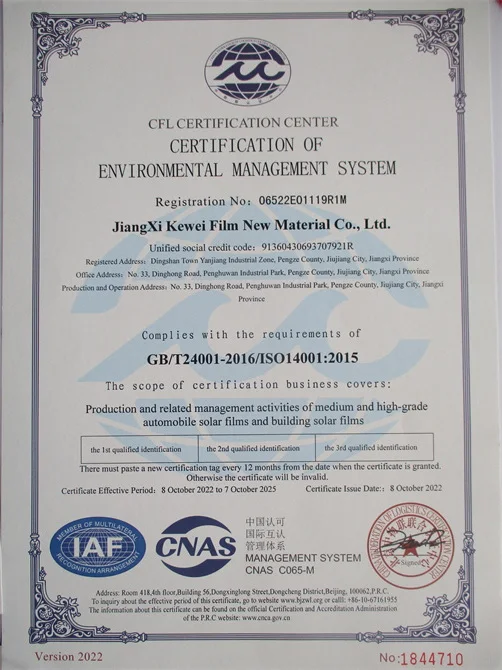 CFL CERTIFICATION CENTER
CERTIFICATION OF
ENVIRONMENTAL MANAGEMENT SYSTEM
Registration No: 06522E01119R1M
JiangXi Kewei Film New Material Co., Ltd.
Unified social credit code: 91360430693707921R
Registered Address: Dingshan Town Yanjiang Industrial Zone, Pengze County, Jiujiang City, Jiangxi Province
Office Address: No. 33, Dinghong Road, Penghuwan Industrial Park, Pengze County, Jiujiang City, Jiangxi Province
Production and Operation Address: No. 33, Dinghong Road, Penghuwan Industrial Park, Pengze County, Jiujiang City, Jiangxi
Province
Complies with the requirements of
GB/T24001-2016/ISO14001:2015
The scope of certification business covers:
Production and related management activities of medium and high-grade
automobile solar films and building solar films
the 1st qualified identification the 2nd qualified identification the 3rd qualified identification
There must paste a new certification tag every 12 months from the date when the certificate is granted.
Otherwise the certificate will be invalid.
Certificate Effective Period: 8 October 2022 to 7 October 2025 Certificate Issue Date: : 8 October 2022
MEMBER OF MULTILATERAL
IAF
RECOGNITION ARRANGEMENT
CNAS
中国认可
国际互认
管理体系
MANAGEMENT SYSTEM
CNAS C065-M
Signed
Address: Room 418,4th floor,Building 56,Dongxinglong Street,Dongcheng District,Beijing, 100062,P.R.C.
To inquiry about the effective period of this certificate, go to website www.bjzwl.org or calll: +86-10-67161955
The information about this certificate can be found on the official Certification and Accreditation Administration
of the P.R.C website: www.cnca.gov.cn
Version 2022
No:1844710